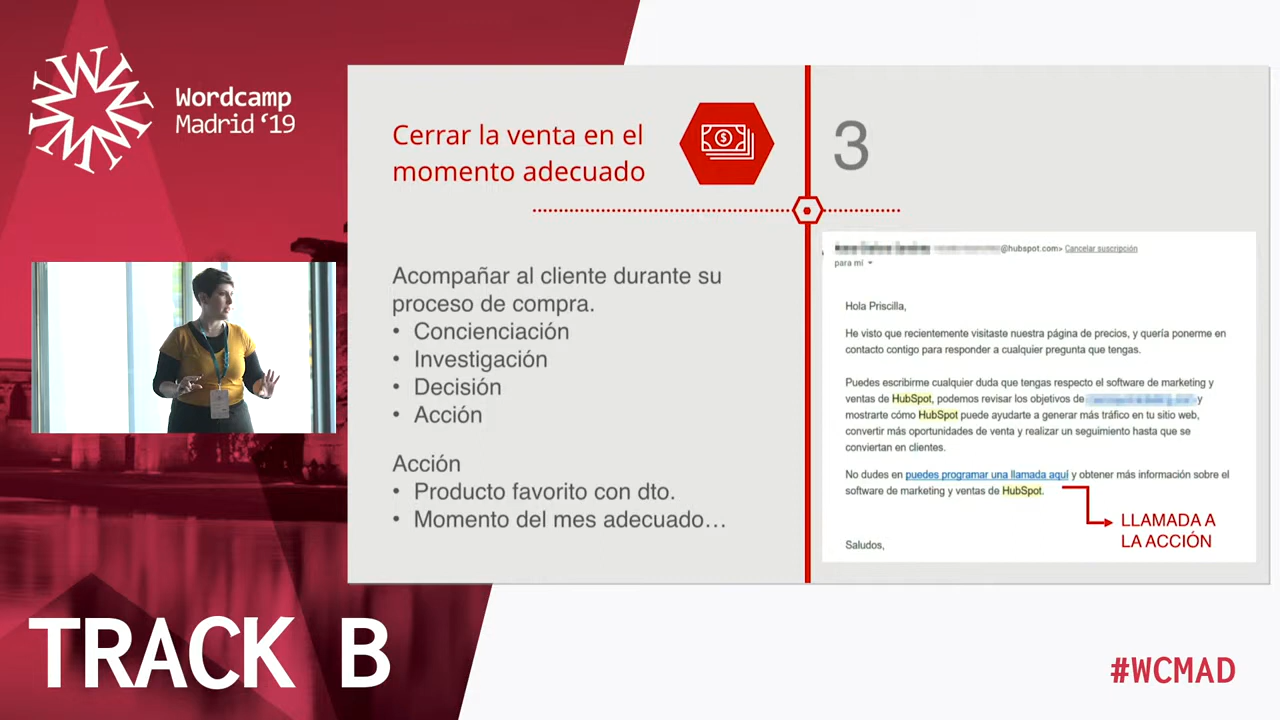 Wordcamp
Madrid ‘19
Cerrar la venta en el
momento adecuado
3
Acompañar al cliente durante su
proceso de compra.
• Concienciación
• Investigación
• Decisión
• Acción
Acción
• Producto favorito con dto.
• Momento del mes adecuado…
@hubspot.com> Cancelar suscripción
para mí
Hola Priscilla,
He visto que recientemente visitaste nuestra página de precios, y quería ponerme en
contacto contigo para responder a cualquier pregunta que tengas.
Puedes escribirme cualquier duda que tengas respecto el software de marketing y
ventas de HubSpot, podemos revisar los objetivos de y
mostrarte cómo HubSpot puede ayudarte a generar más tráfico en tu sitio web,
convertir más oportunidades de venta y realizar un seguimiento hasta que se
conviertan en clientes.
No dudes en puedes programar una llamada aquí y obtener más información sobre el
software de marketing y ventas de HubSpot.
LLAMADA A
LA ACCIÓN
Saludos,
TRACK B
#WCMAD